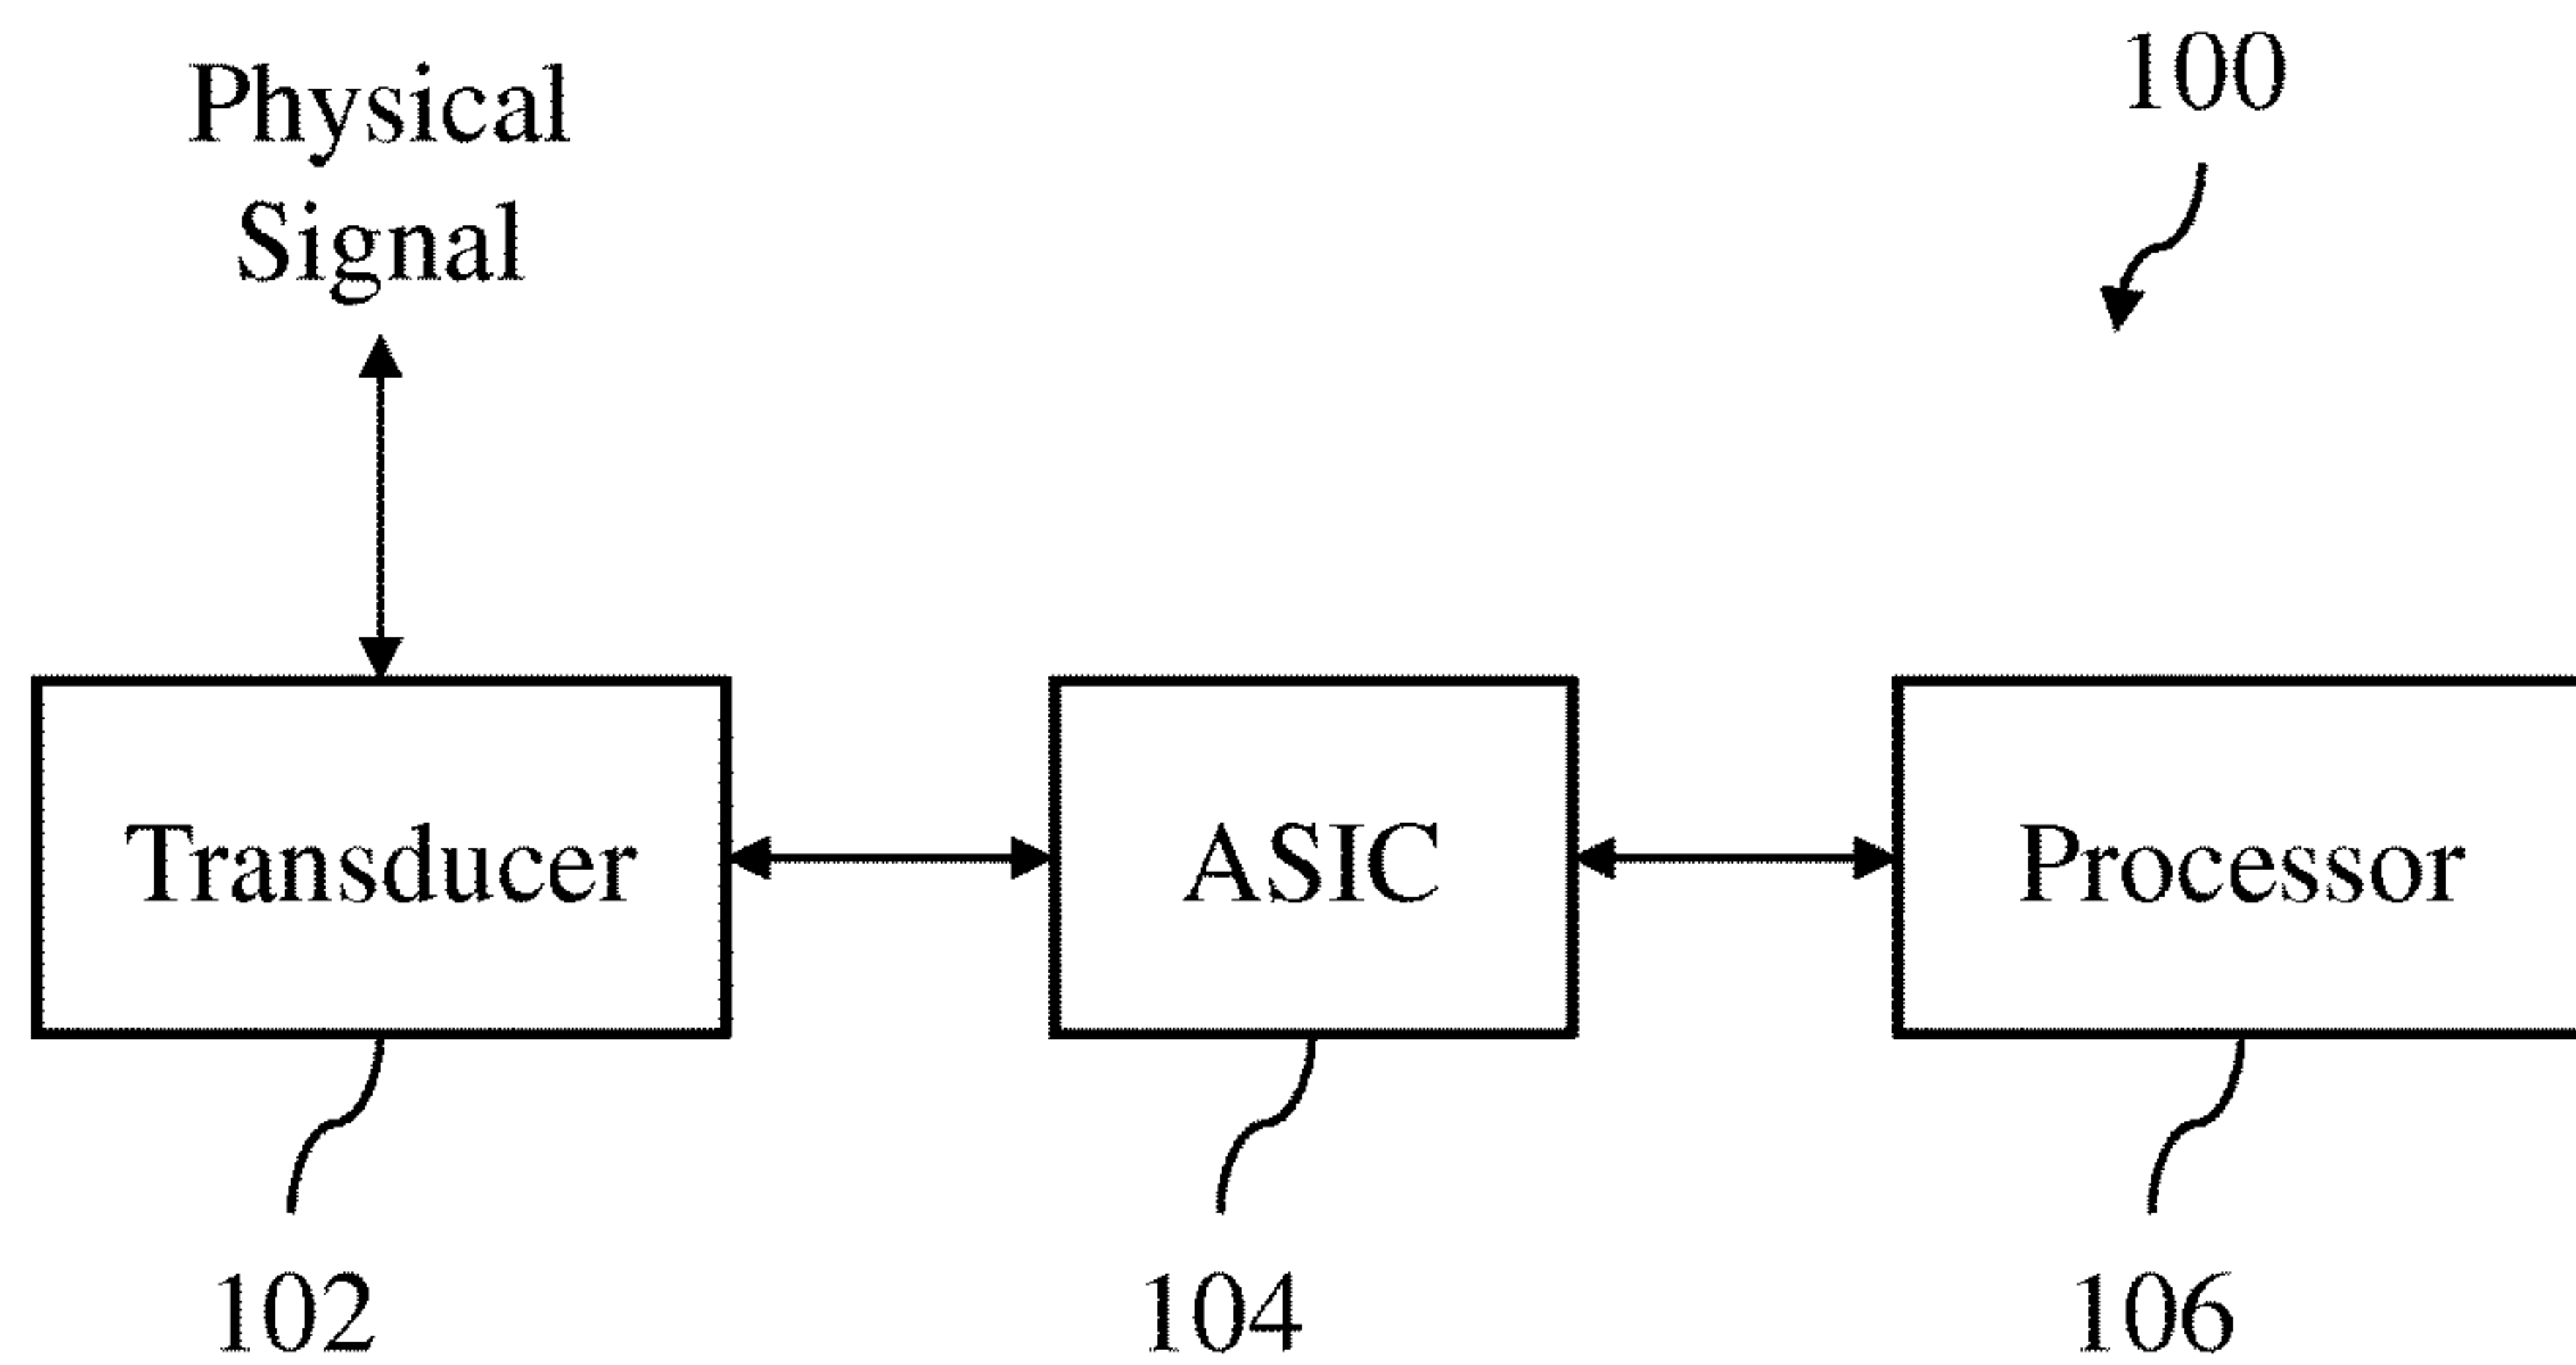 Physical
Signal
100
Transducer
ASIC
Processor
102
104
106